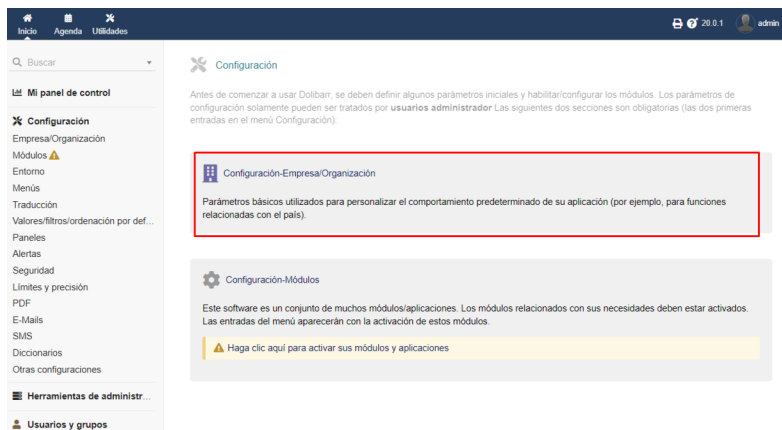 Inicio Agenda Utilidades
20.0.1 admin
Buscar
Mi panel de control
Configuración
Empresa/Organización
Módulos
Entorno
Menús
Traducción
Valores/filtros/ordenación por def...
Paneles
Alertas
Seguridad
Límites y precisión
PDF
E-Mails
SMS
Diccionarios
Otras configuraciones
Herramientas de administr...
Usuarios y grupos
Configuración
Antes de comenzar a usar Dolibarr, se deben definir algunos parámetros iniciales y habilitar/configurar los módulos. Los parámetros de
configuración solamente pueden ser tratados por usuarios administrador Las siguientes dos secciones son obligatorias (las dos primeras
entradas en el menú Configuración):
Configuración-Empresa/Organización
Parámetros básicos utilizados para personalizar el comportamiento predeterminado de su aplicación (por ejemplo, para funciones
relacionadas con el país).
Configuración-Módulos
Este software es un conjunto de muchos módulos/aplicaciones. Los módulos relacionados con sus necesidades deben estar activados.
Las entradas del menú aparecerán con la activación de estos módulos.
Haga clic aquí para activar sus módulos y aplicaciones